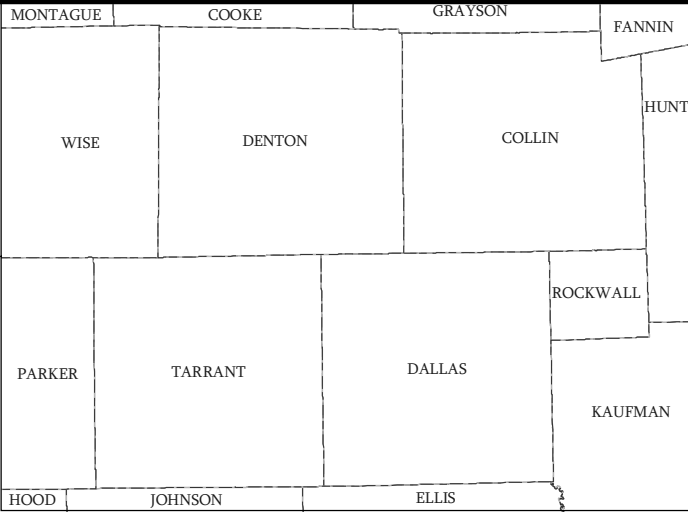 MONTAGUE
COOKE
GRAYSON
FANNIN
HUNT
WISE
DENTON
COLLIN
ROCKWALL
PARKER
TARRANT
DALLAS
KAUFMAN
HOOD
JOHNSON
ELLIS